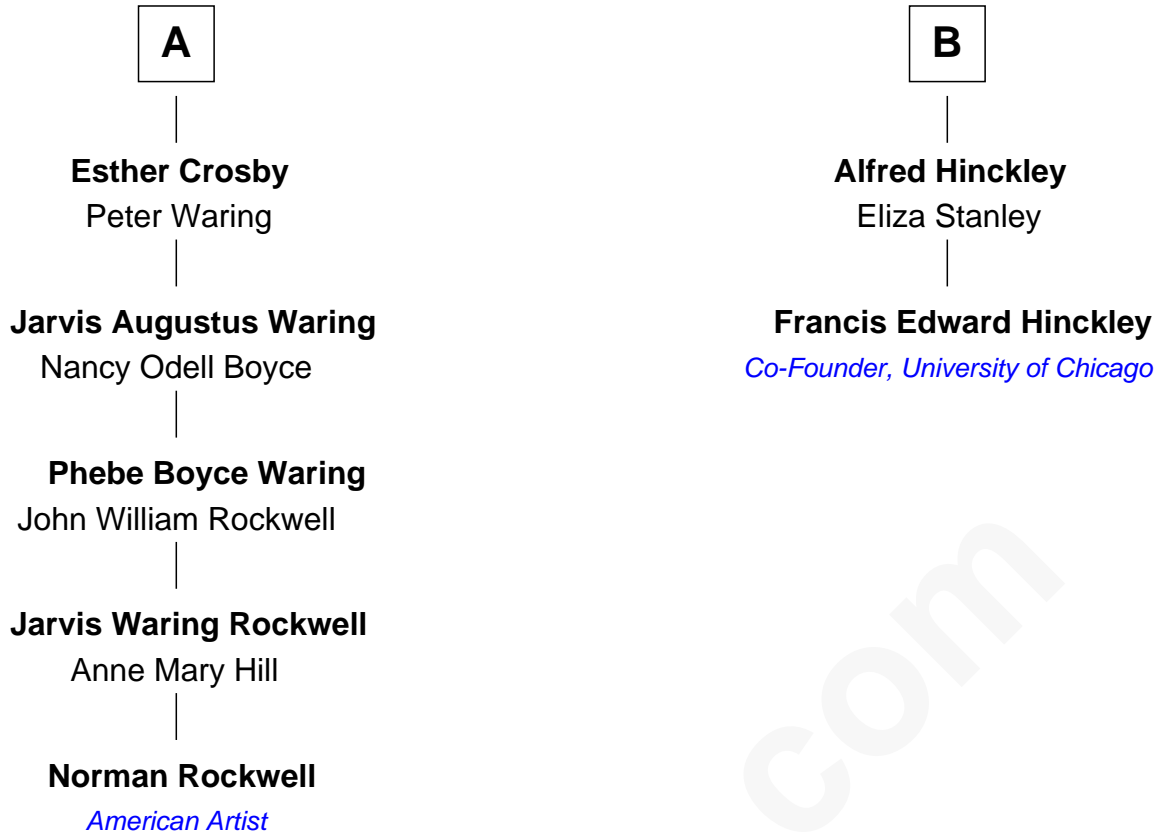 A
Esther Crosby
Peter Waring
Jarvis Augustus Waring
Nancy Odell Boyce
Phebe Boyce Waring
John William Rockwell
Jarvis Waring Rockwell
Anne Mary Hill
Norman Rockwell
American Artist
B
Alfred Hinckley
Eliza Stanley
Francis Edward Hinckley
Co-Founder, University of Chicago
com